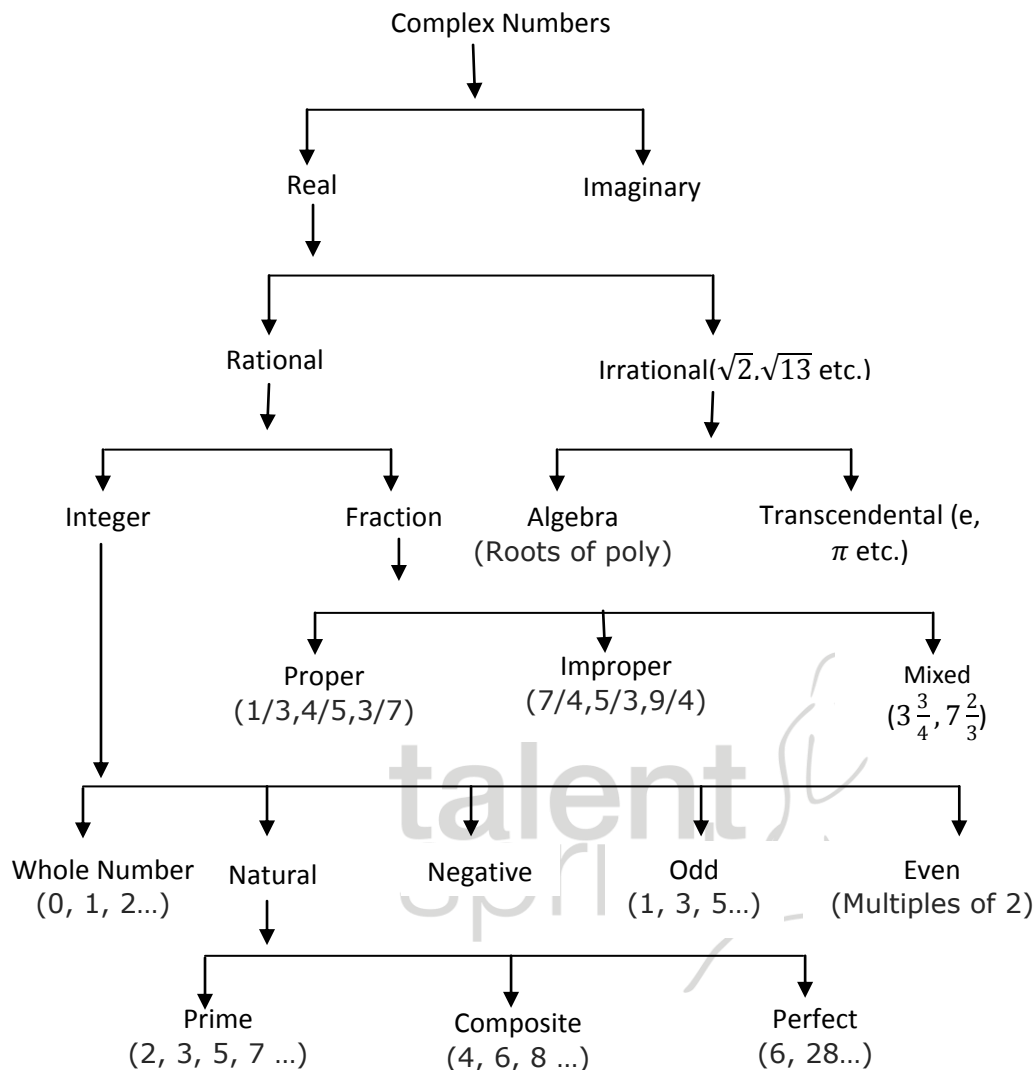 Complex Numbers
Real
Imaginary
Rational
Irrational(√2,√13 etc.)
Integer
Fraction
Algebra
(Roots of poly)
Transcendental (e,
π etc.)
Proper
(1/3,4/5,3/7)
Improper
(7/4,5/3,9/4)
Mixed
(3 3/4, 7 2/3)
talent
Whole Number
(0, 1, 2...)
Natural
Negative
Odd
(1, 3, 5...)
Even
(Multiples of 2)
Prime
(2, 3, 5, 7 ...)
Composite
(4, 6, 8 ...)
Perfect
(6, 28...)